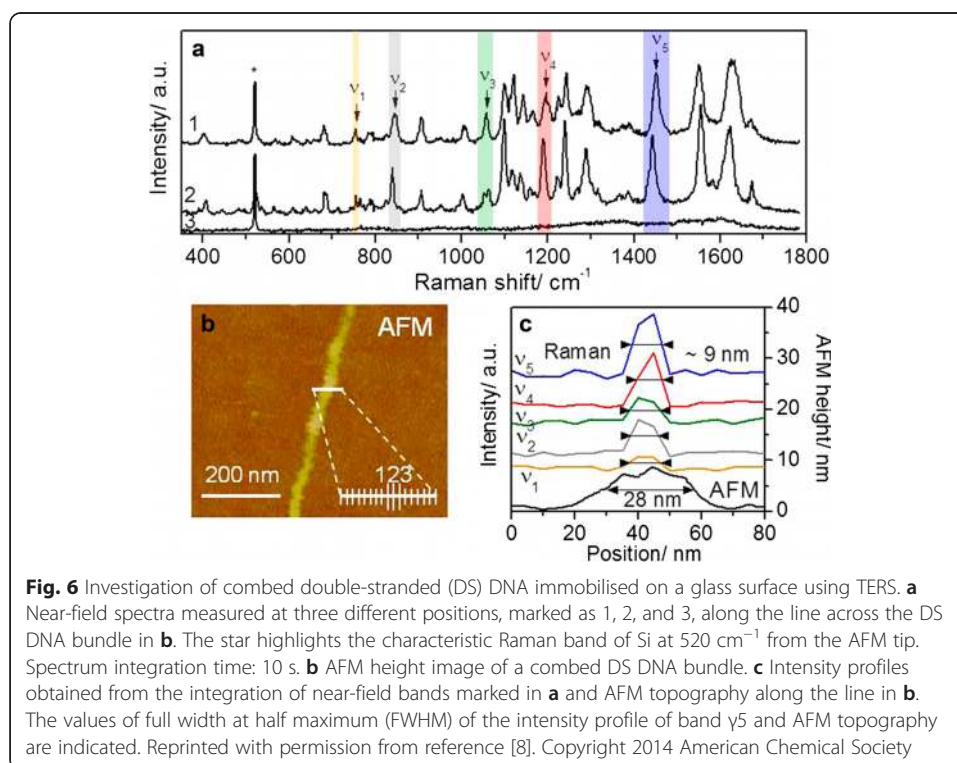 a
*
ν1
ν2
ν3
ν4
ν5
1
2
3
Intensity/ a.u.
400 600 800 1000 1200 1400 1600 1800
Raman shift/ cm-1
b
AFM
200 nm
123
c
40
30
20
10
0
Raman
~ 9 nm
ν5
ν4
ν3
ν2
ν1
AFM
28 nm
Intensity/ a.u.
AFM height/ nm
0 20 40 60 80
Position/ nm
Fig. 6 Investigation of combed double-stranded (DS) DNA immobilised on a glass surface using TERS. a
Near-field spectra measured at three different positions, marked as 1, 2, and 3, along the line across the DS
DNA bundle in b. The star highlights the characteristic Raman band of Si at 520 cm−1 from the AFM tip.
Spectrum integration time: 10 s. b AFM height image of a combed DS DNA bundle. c Intensity profiles
obtained from the integration of near-field bands marked in a and AFM topography along the line in b.
The values of full width at half maximum (FWHM) of the intensity profile of band γ5 and AFM topography
are indicated. Reprinted with permission from reference [8]. Copyright 2014 American Chemical Society